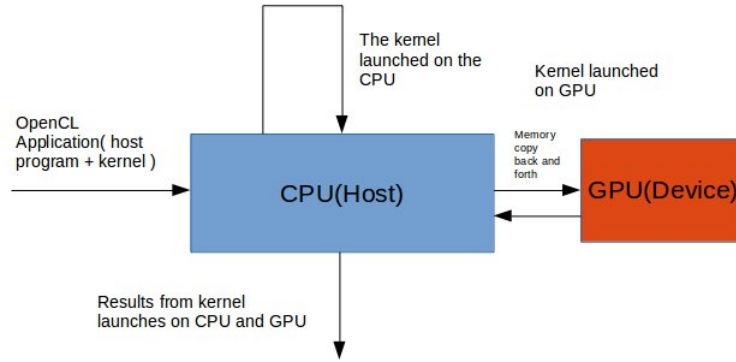 The kernel
launched on the
CPU
Kernel launched
on GPU
OpenCL
Application( host
program + kernel )
Memory
copy
back and
forth
CPU(Host)
GPU(Device)
Results from kernel
launches on CPU and GPU